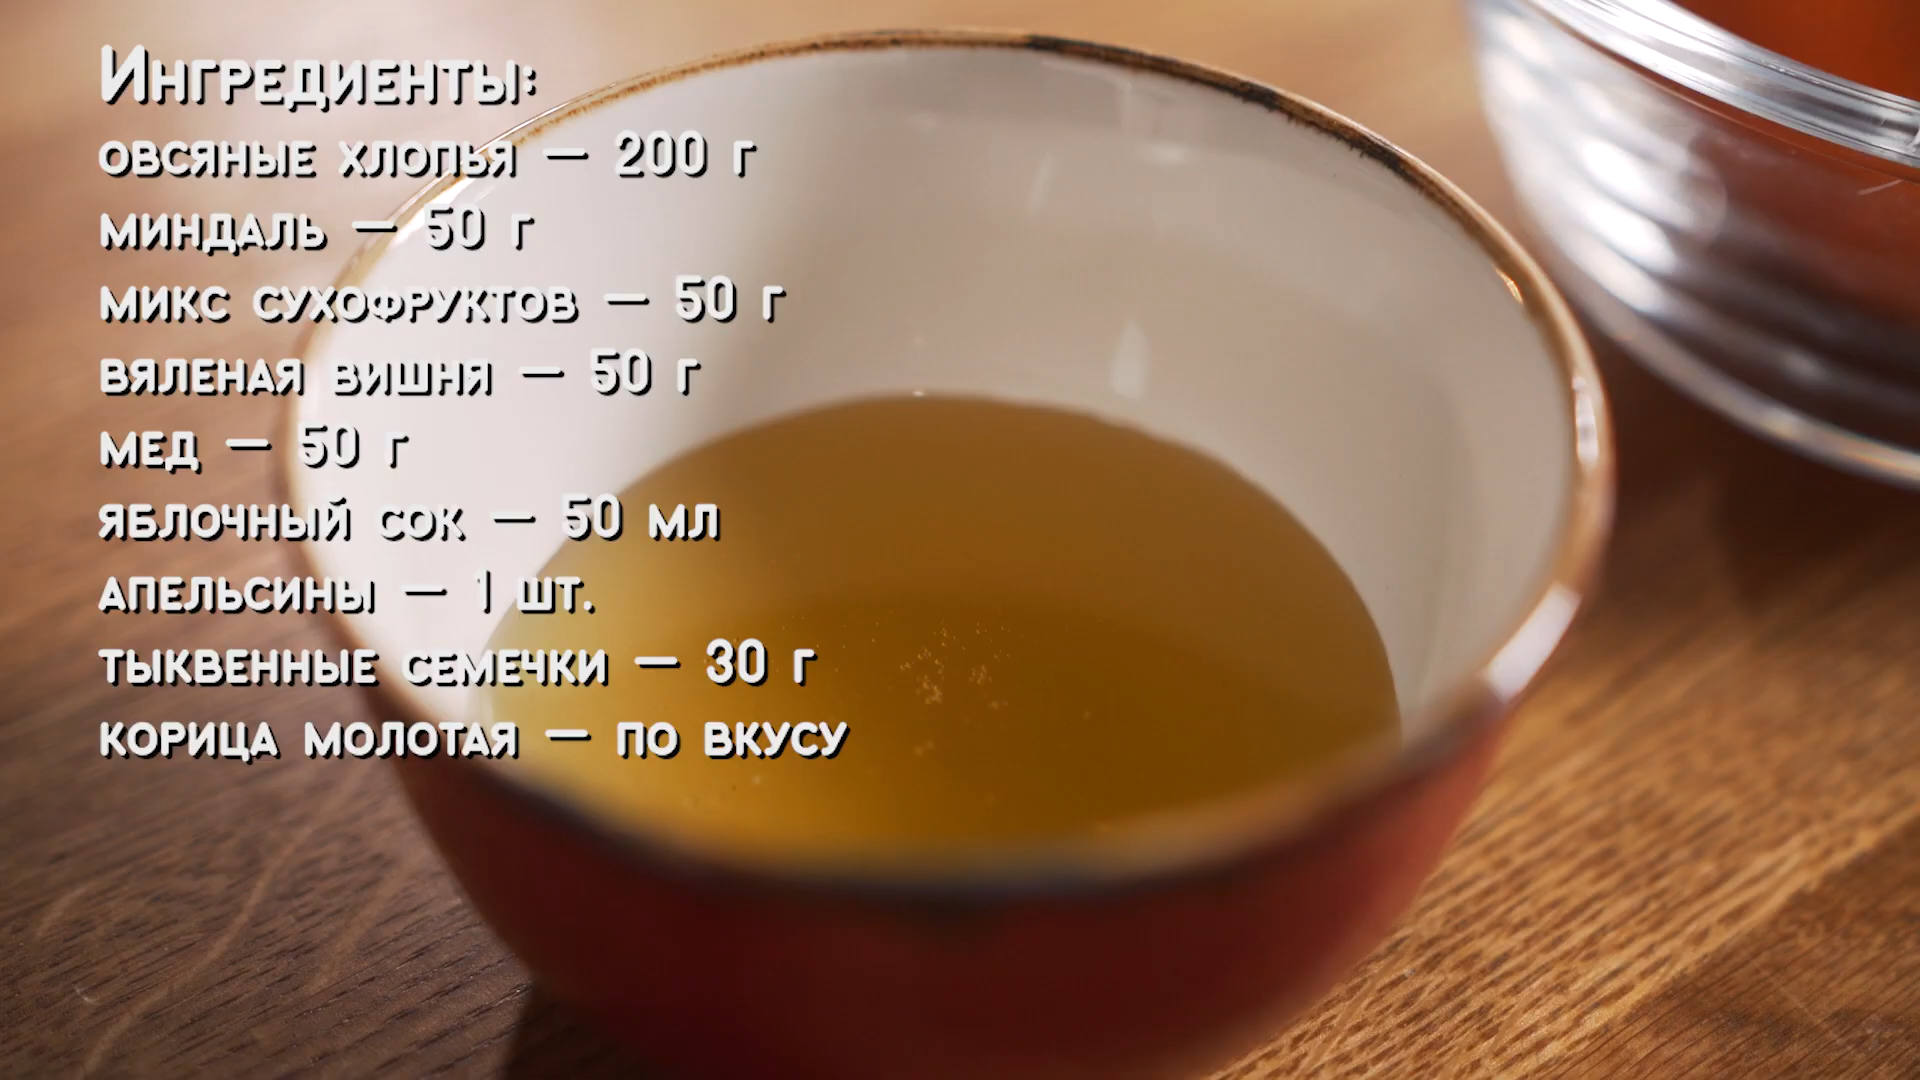 Ингредиенты:
овсяные хлопья — 200 г
миндаль — 50 г
микс сухофруктов — 50 г
вяленая вишня — 50 г
мед — 50 г
яблочный сок — 50 мл
апельсины — 1 шт.
тыквенные семечки — 30 г
корица молотая — по вкусу